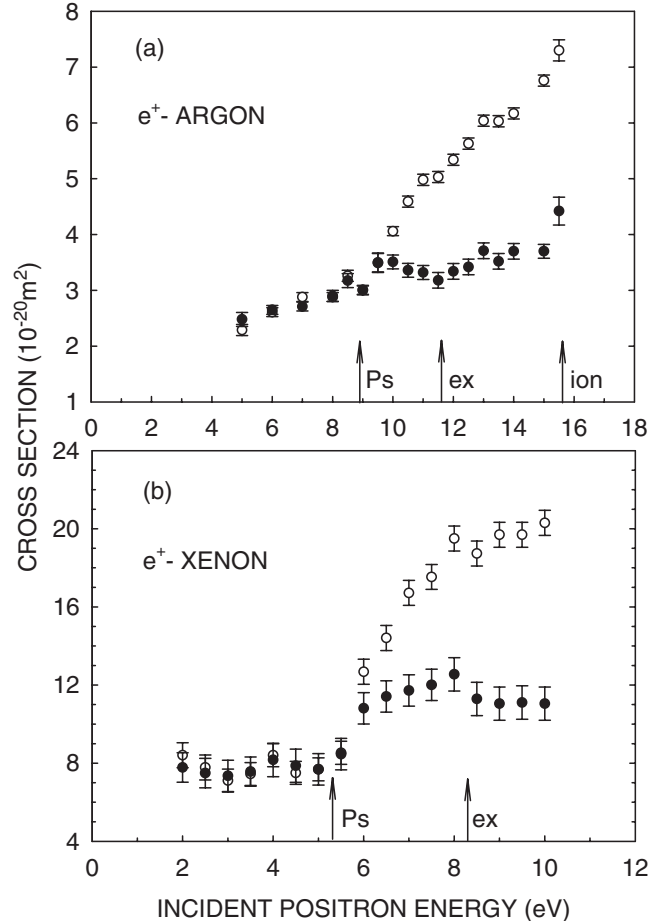 (a)
e+- ARGON
8
7
6
5
4
3
2
1
Ps
ex
ion
0 2 4 6 8 10 12 14 16 18
CROSS SECTION (10-20m2)
24
(b)
20
e+- XENON
16
12
8
4
Ps
ex
0 2 4 6 8 10 12
INCIDENT POSITRON ENERGY (eV)